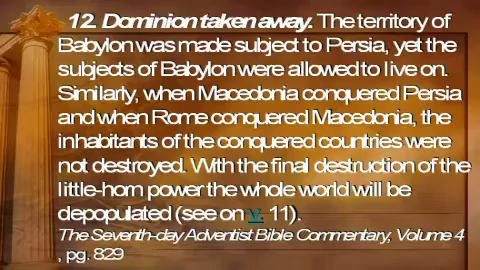 12. Dominion taken away. The territory of
Babylon was made subject to Persia, yet the
subjects of Babylon were allowed to live on.
Similarly, when Macedonia conquered Persia
and when Rome conquered Macedonia, the
inhabitants of the conquered countries were
not destroyed. With the final destruction of the
little-horn power the whole world will be
depopulated (see on v. 11).
The Seventh-day Adventist Bible Commentary, Volume 4
, pg. 829